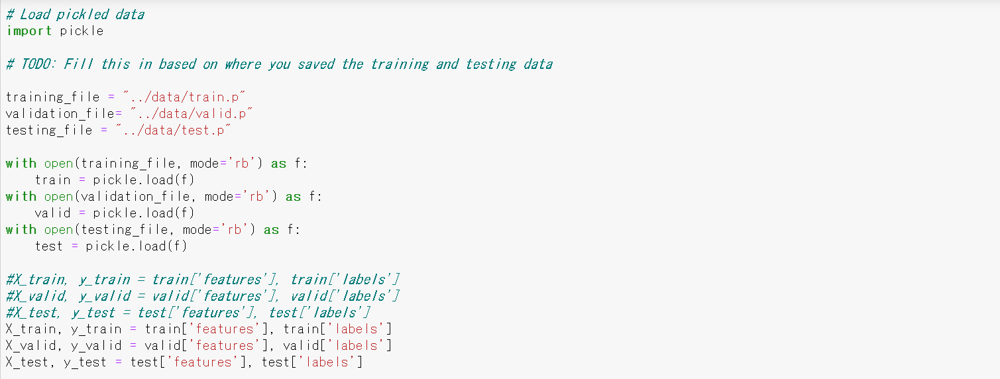 # Load pickled data
import pickle

# TODO: Fill this in based on where you saved the training and testing data

training_file = "../data/train.p"
validation_file= "../data/valid.p"
testing_file = "../data/test.p"

with open(training_file, mode='rb') as f:
    train = pickle.load(f)
with open(validation_file, mode='rb') as f:
    valid = pickle.load(f)
with open(testing_file, mode='rb') as f:
    test = pickle.load(f)

#X_train, y_train = train['features'], train['labels']
#X_valid, y_valid = valid['features'], valid['labels']
#X_test, y_test = test['features'], test['labels']
X_train, y_train = train['features'], train['labels']
X_valid, y_valid = valid['features'], valid['labels']
X_test, y_test = test['features'], test['labels']